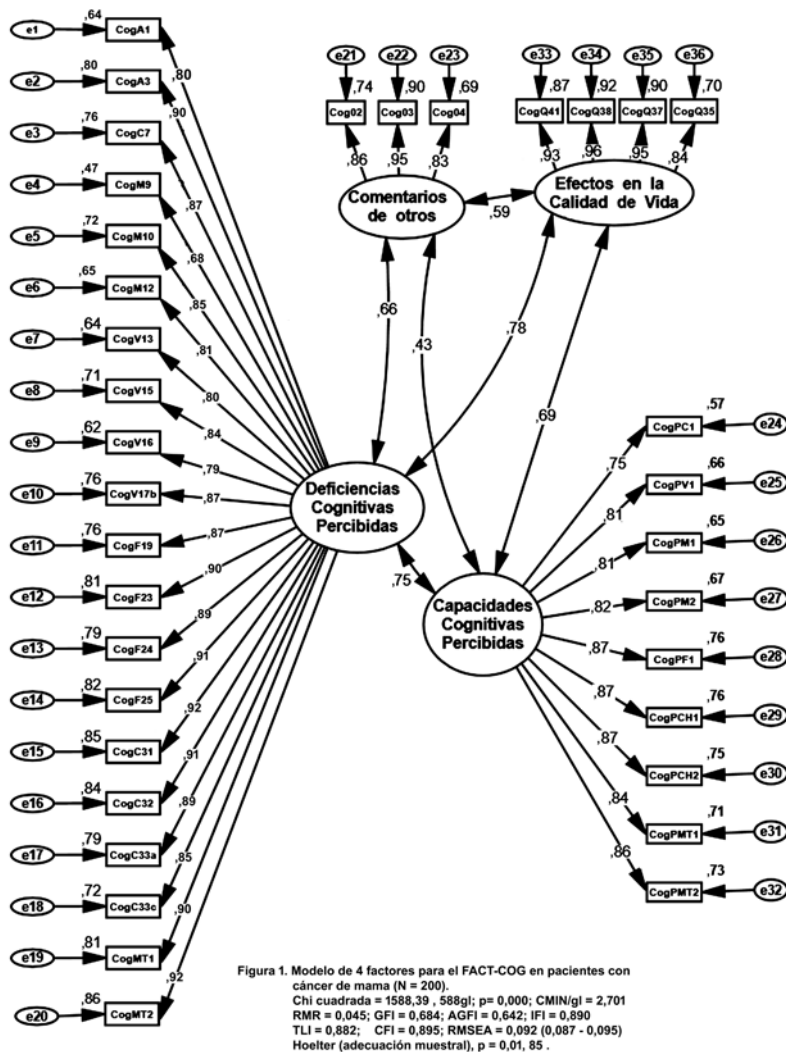 e1 ,64 CogA1 ,80
e2 ,80 CogA3 ,90
e3 ,76 CogC7 ,87
e4 ,47 CogM9 ,68
e5 ,72 CogM10 ,85
e6 ,65 CogM12 ,81
e7 ,64 CogV13 ,80
e8 ,71 CogV15 ,84
e9 ,62 CogV16 ,79
e10 ,76 CogV17b ,87
e11 ,76 CogF19 ,87
e12 ,81 CogF23 ,90
e13 ,79 CogF24 ,89
e14 ,82 CogF25 ,91
e15 ,85 CogC31 ,92
e16 ,84 CogC32 ,91
e17 ,79 CogC33a ,89
e18 ,72 CogC33c ,85
e19 ,81 CogMT1 ,90
e20 ,86 CogMT2 ,92
e21 e22 e23
,74 ,90 ,69
Cog02 Cog03 Cog04
,86 ,95 ,83
Comentarios
de otros
e33 e34 e35 e36
,87 ,92 ,90 ,70
CogQ41 CogQ38 CogQ37 CogQ35
,93 ,96 ,95 ,84
Efectos en la
Calidad de Vida
,59
,66
,43
,78
,69
Deficiencias
Cognitivas
Percibidas
,75
Capacidades
Cognitivas
Percibidas
,75 CogPC1 ,57 e24
,81 CogPV1 ,66 e25
,81 CogPM1 ,65 e26
,82 CogPM2 ,67 e27
,87 CogPF1 ,76 e28
,87 CogPCH1 ,76 e29
,87 CogPCH2 ,75 e30
,84 CogPMT1 ,71 e31
,86 CogPMT2 ,73 e32
Figura 1. Modelo de 4 factores para el FACT-COG en pacientes con
cáncer de mama (N = 200).
Chi cuadrada = 1588,39 , 588gl; p= 0,000; CMIN/gl = 2,701
RMR = 0,045; GFI = 0,684; AGFI = 0,642; IFI = 0,890
TLI = 0,882; CFI = 0,895; RMSEA = 0,092 (0,087 - 0,095)
Hoelter (adecuación muestral), p = 0,01, 85 .